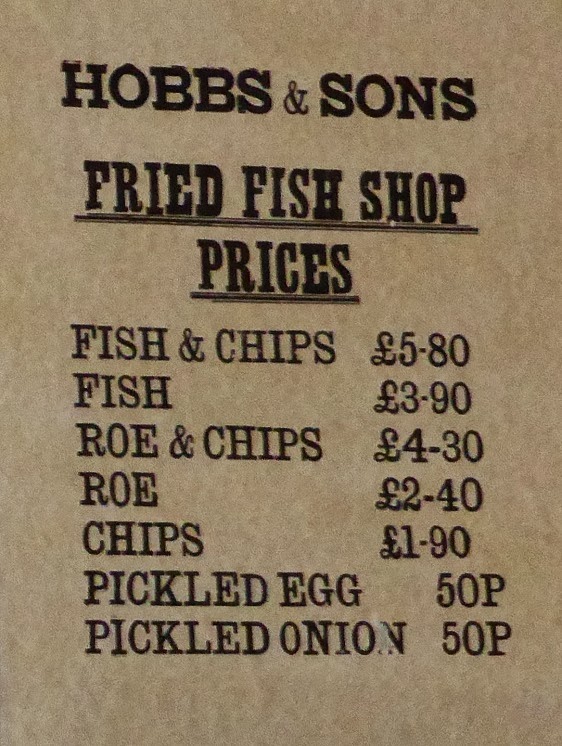 HOBBS & SONS
FRIED FISH SHOP
PRICES
FISH & CHIPS £5-80
FISH £3-90
ROE & CHIPS £4-30
ROE £2-40
CHIPS £1-90
PICKLED EGG 50P
PICKLED ONION 50P